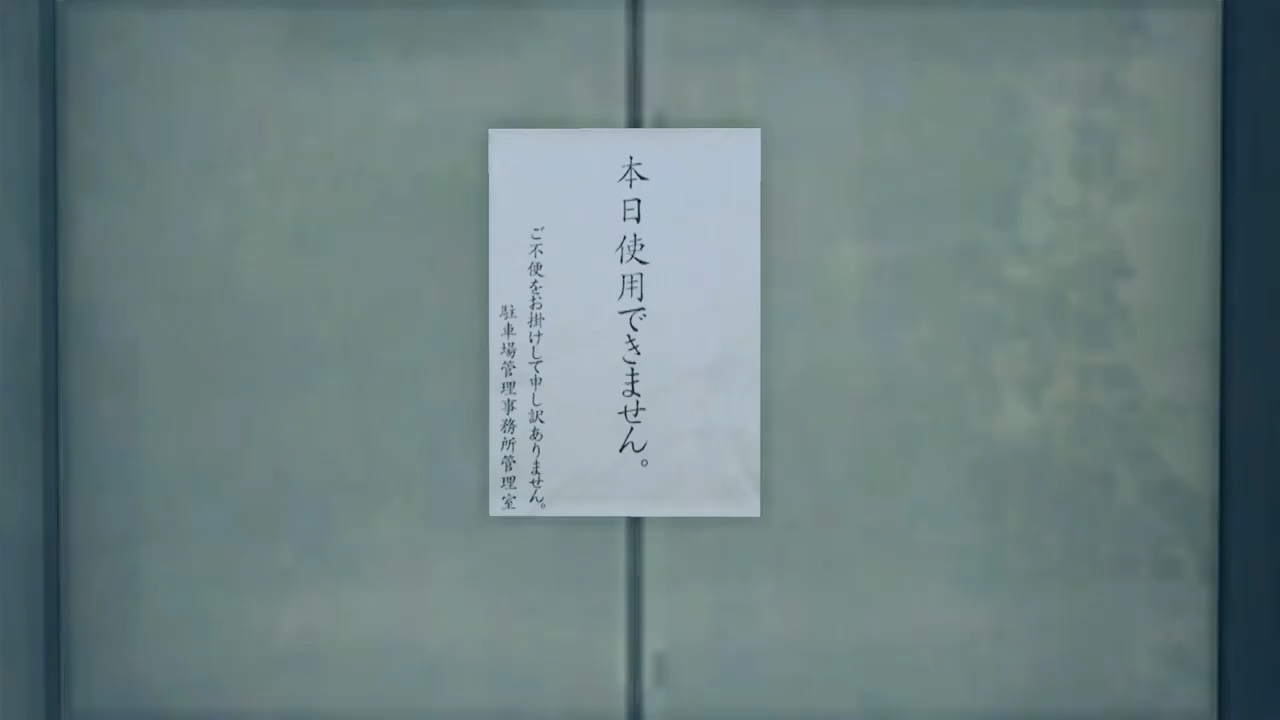 本日使用できません。
ご不便をお掛けして申し訳ありません。
駐車場管理事務所管理室